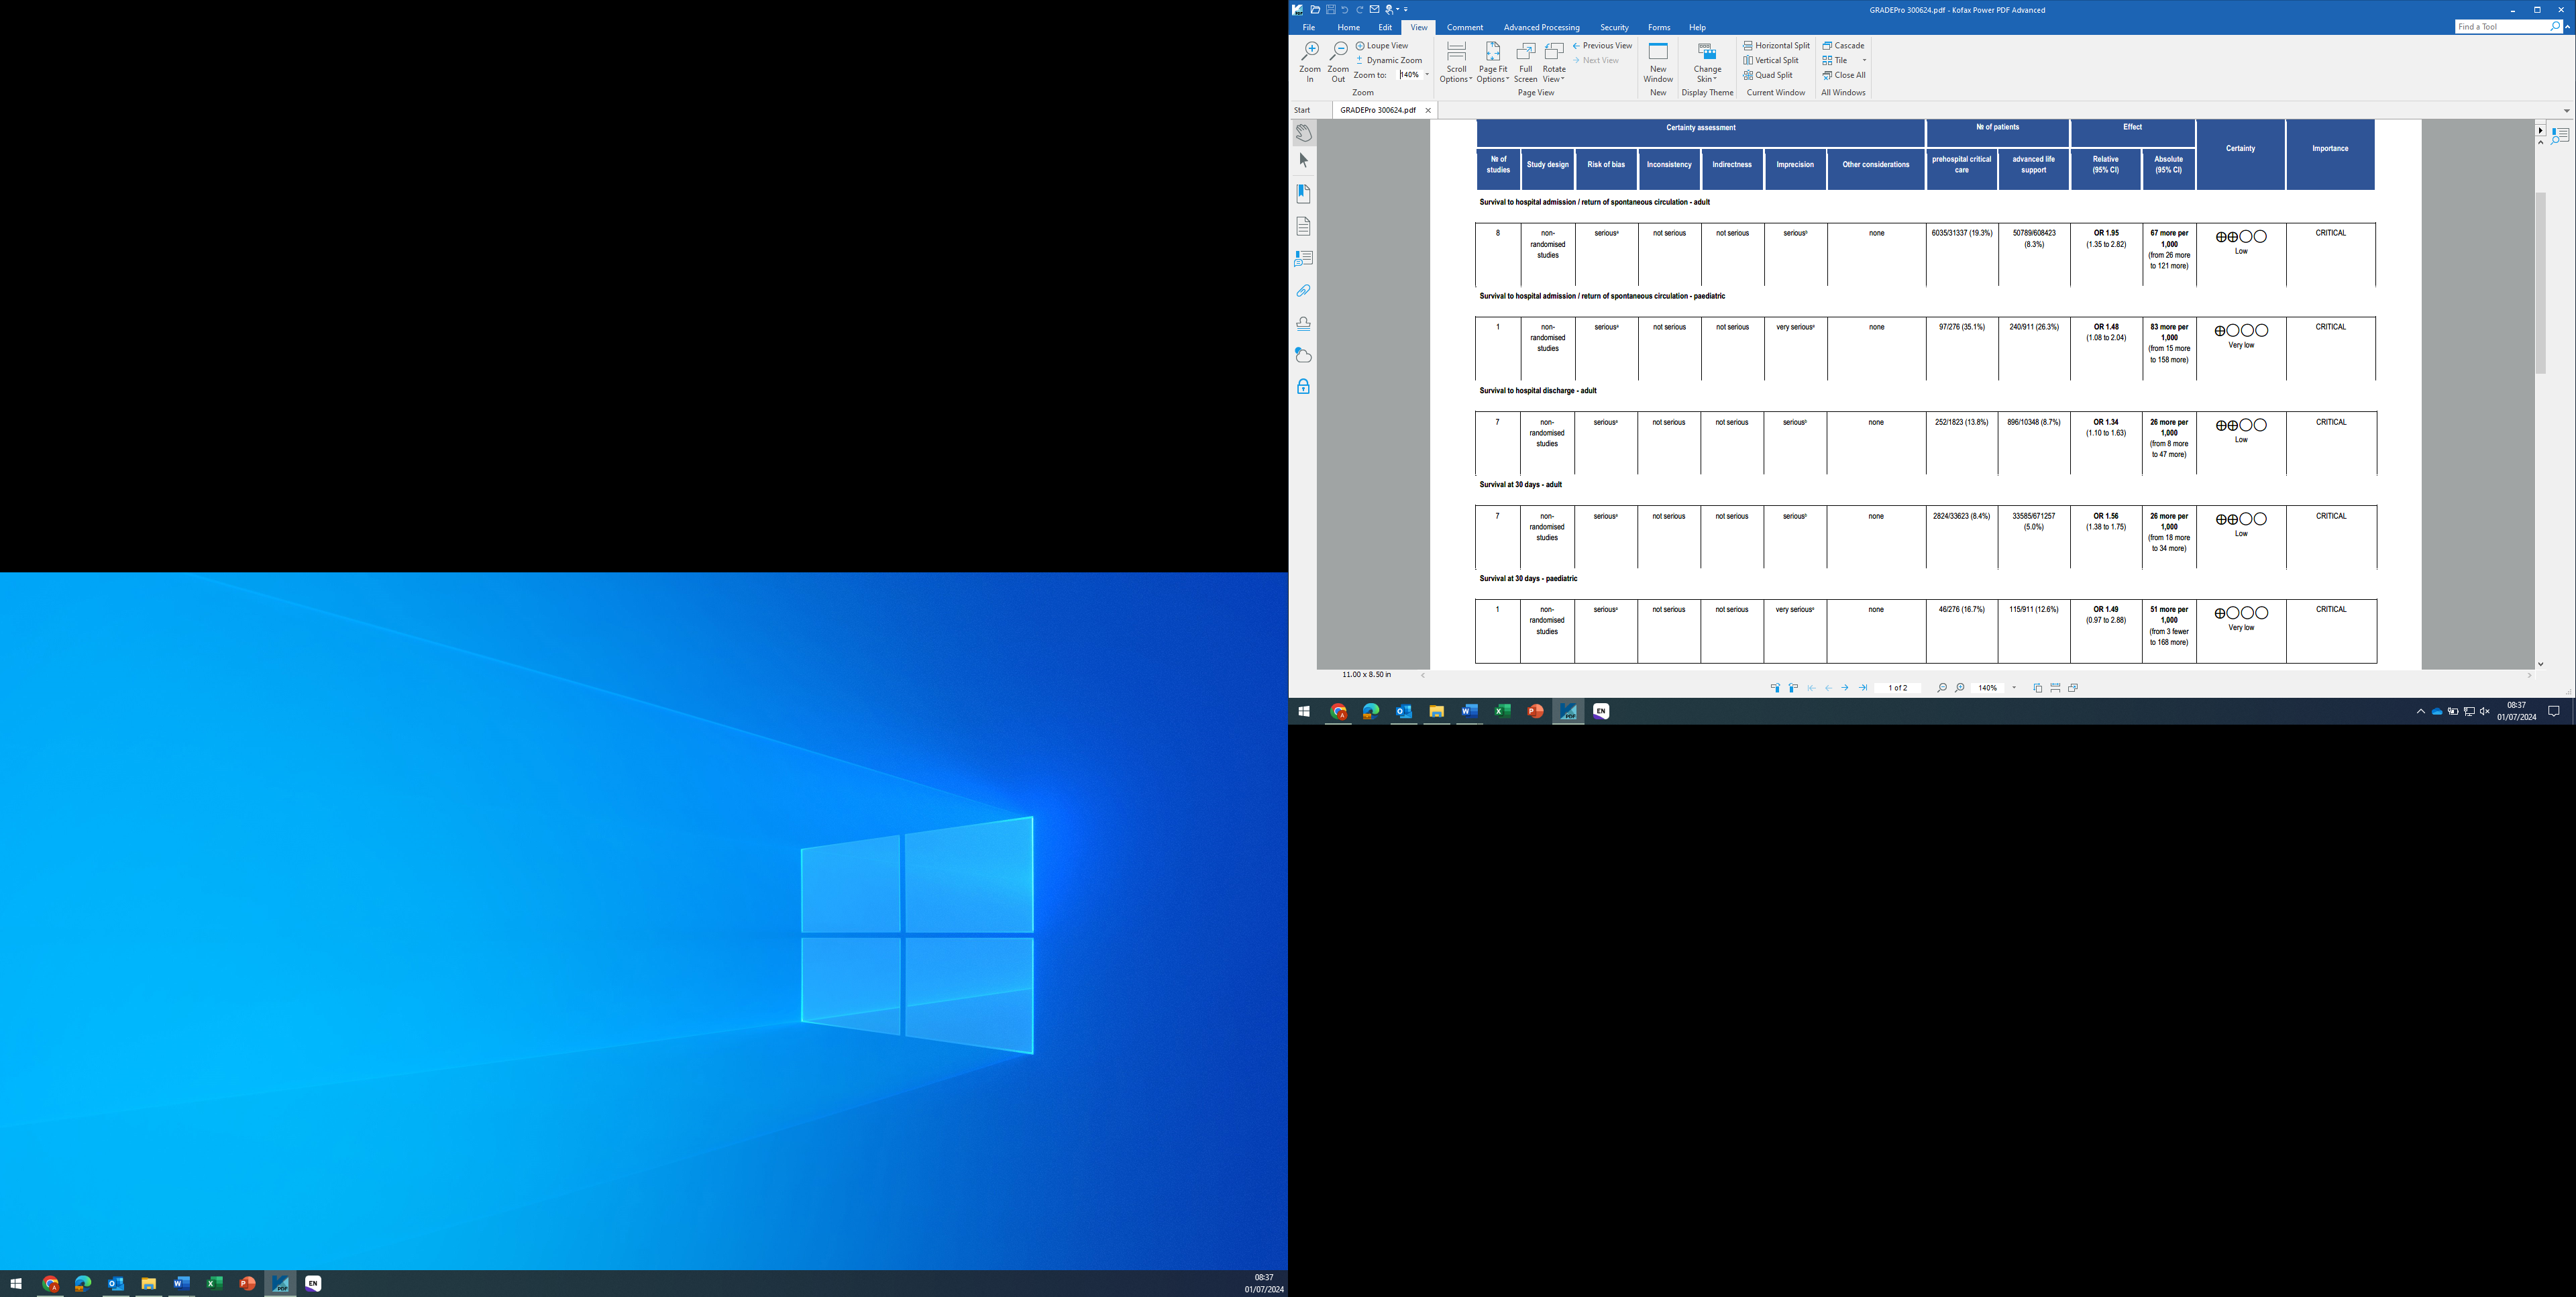 GRADEPro 300624.pdf - Kofax Power PDF Advanced
File Home Edit View Comment Advanced Processing Security Forms Help
Find a Tool
Zoom In
Zoom Out
Loupe View
Dynamic Zoom
Zoom to: 140%
Zoom
Scroll Options
Page Fit Options
Full Screen
Rotate View
Previous View
Next View
Page View
New Window
New
Change Skin
Display Theme
Horizontal Split
Vertical Split
Quad Split
Current Window
Cascade
Tile
Close All
All Windows
Start
GRADEPro 300624.pdf
Certainty assessment
№ of patients
Effect
Certainty
Importance
№ of studies
Study design
Risk of bias
Inconsistency
Indirectness
Imprecision
Other considerations
prehospital critical care
advanced life support
Relative (95% CI)
Absolute (95% CI)
Survival to hospital admission / return of spontaneous circulation - adult
8
non-randomised studies
seriousᵃ
not serious
not serious
seriousᵇ
none
6035/31337 (19.3%)
50789/608423 (8.3%)
OR 1.95 (1.35 to 2.82)
67 more per 1,000 (from 26 more to 121 more)
⨁⨁◯◯
Low
CRITICAL
Survival to hospital admission / return of spontaneous circulation - paediatric
1
non-randomised studies
seriousᵃ
not serious
not serious
very seriousᵃ
none
97/276 (35.1%)
240/911 (26.3%)
OR 1.48 (1.08 to 2.04)
83 more per 1,000 (from 15 more to 158 more)
⨁◯◯◯
Very low
CRITICAL
Survival to hospital discharge - adult
7
non-randomised studies
seriousᵃ
not serious
not serious
seriousᵇ
none
252/1823 (13.8%)
896/10348 (8.7%)
OR 1.34 (1.10 to 1.63)
26 more per 1,000 (from 8 more to 47 more)
⨁⨁◯◯
Low
CRITICAL
Survival at 30 days - adult
7
non-randomised studies
seriousᵃ
not serious
not serious
seriousᵇ
none
2824/33623 (8.4%)
33585/671257 (5.0%)
OR 1.56 (1.38 to 1.75)
26 more per 1,000 (from 18 more to 34 more)
⨁⨁◯◯
Low
CRITICAL
Survival at 30 days - paediatric
1
non-randomised studies
seriousᵃ
not serious
not serious
very seriousᵃ
none
46/276 (16.7%)
115/911 (12.6%)
OR 1.49 (0.97 to 2.88)
51 more per 1,000 (from 3 fewer to 168 more)
⨁◯◯◯
Very low
CRITICAL
11.00 x 8.50 in
1 of 2
140%
EN
08:37
01/07/2024
EN
08:37
01/07/2024